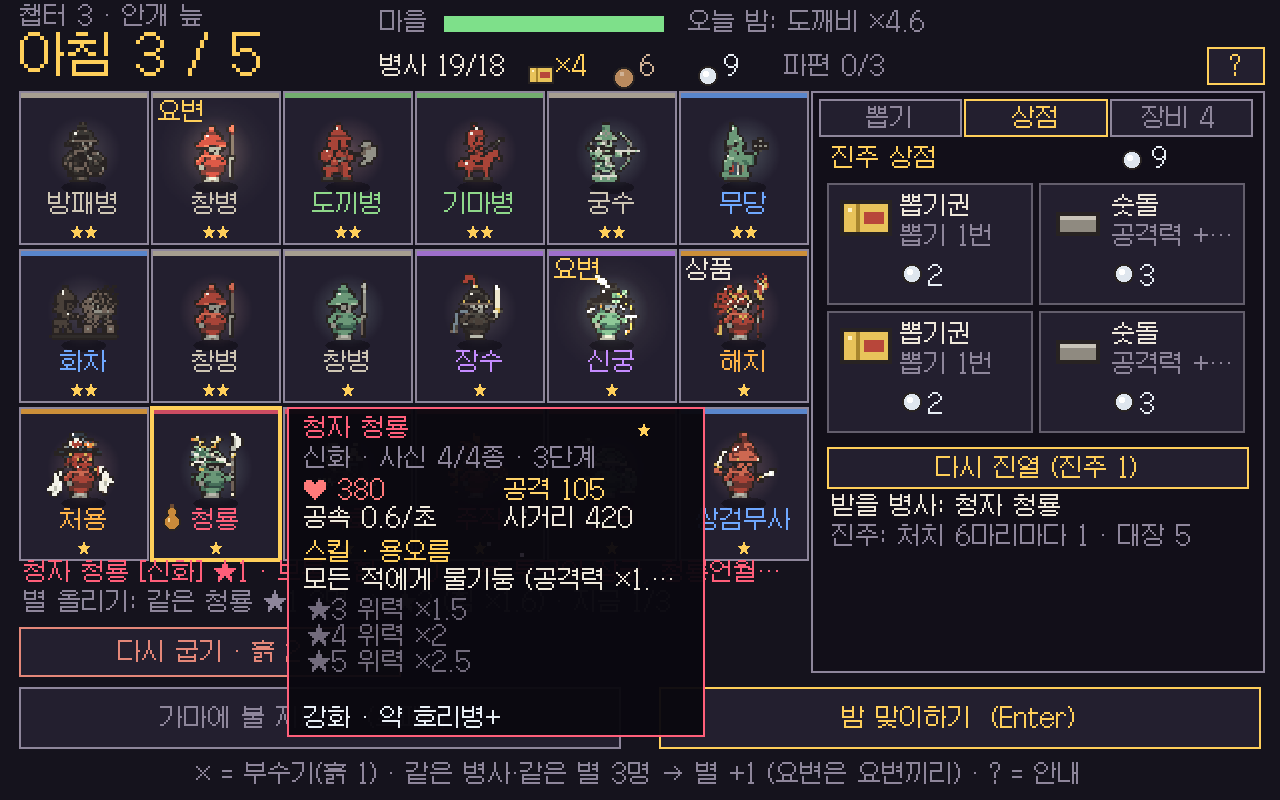 챕터 3 · 안개 늪
아침 3 / 5
마을
오늘 밤: 도깨비 ×4.6
병사 19/18
×4
6
9
파편 0/3
?
방패병
★★
요변
창병
★★
도끼병
★★
기마병
★★
궁수
★★
무당
★★
화차
★★
창병
★★
창병
★
장수
★
요변
신궁
★
상품
해치
★
처용
★
청룡
★
쌍검무사
★
청자 청룡 [신화] ★1 ·
청룡언월…
별 올리기: 같은 청룡 ★
다시 굽기 · 흙
가마에 불
청자 청룡
★
신화 · 사신 4/4종 · 3단계
♥ 380
공격 105
공속 0.6/초
사거리 420
스킬 · 용오름
모든 적에게 물기둥 (공격력 ×1.…
★3 위력 ×1.5
★4 위력 ×2
★5 위력 ×2.5
강화 · 약 호리병+
뽑기
상점
장비 4
진주 상점
9
뽑기권
뽑기 1번
2
숫돌
공격력 +…
3
뽑기권
뽑기 1번
2
숫돌
공격력 +…
3
다시 진열 (진주 1)
받을 병사: 청자 청룡
진주: 처치 6마리마다 1 · 대장 5
밤 맞이하기 (Enter)
× = 부수기(흙 1) · 같은 병사·같은 별 3명 → 별 +1 (요변은 요변끼리) · ? = 안내